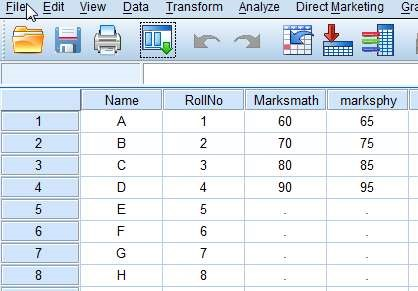 File Edit View Data Transform Analyze Direct Marketing Gra
Name RollNo Marksmath marksphy
1 A 1 60 65
2 B 2 70 75
3 C 3 80 85
4 D 4 90 95
5 E 5 . .
6 F 6 . .
7 G 7 . .
8 H 8 . .